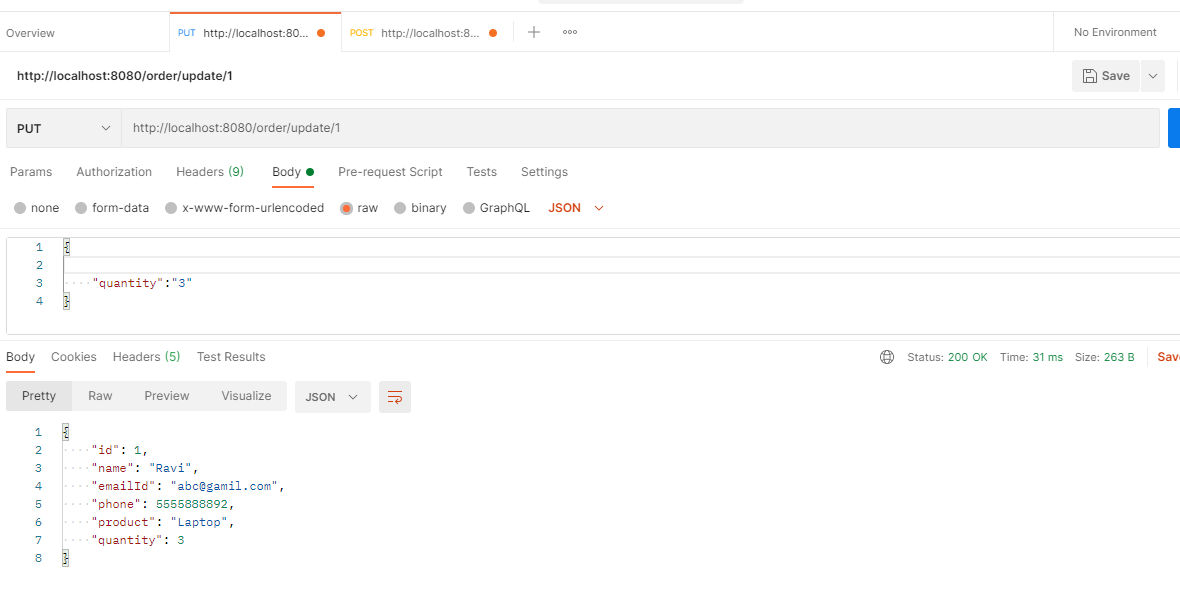 Overview PUT http://localhost:80... POST http://localhost:8... No Environment
http://localhost:8080/order/update/1 Save
PUT http://localhost:8080/order/update/1
Params Authorization Headers (9) Body Pre-request Script Tests Settings
none form-data x-www-form-urlencoded raw binary GraphQL JSON
1 {
2
3 "quantity":"3"
4 }
Body Cookies Headers (5) Test Results Status: 200 OK Time: 31 ms Size: 263 B Save
Pretty Raw Preview Visualize JSON
1 {
2 "id": 1,
3 "name": "Ravi",
4 "emailId": "abc@gamil.com",
5 "phone": 5555888892,
6 "product": "Laptop",
7 "quantity": 3
8 }